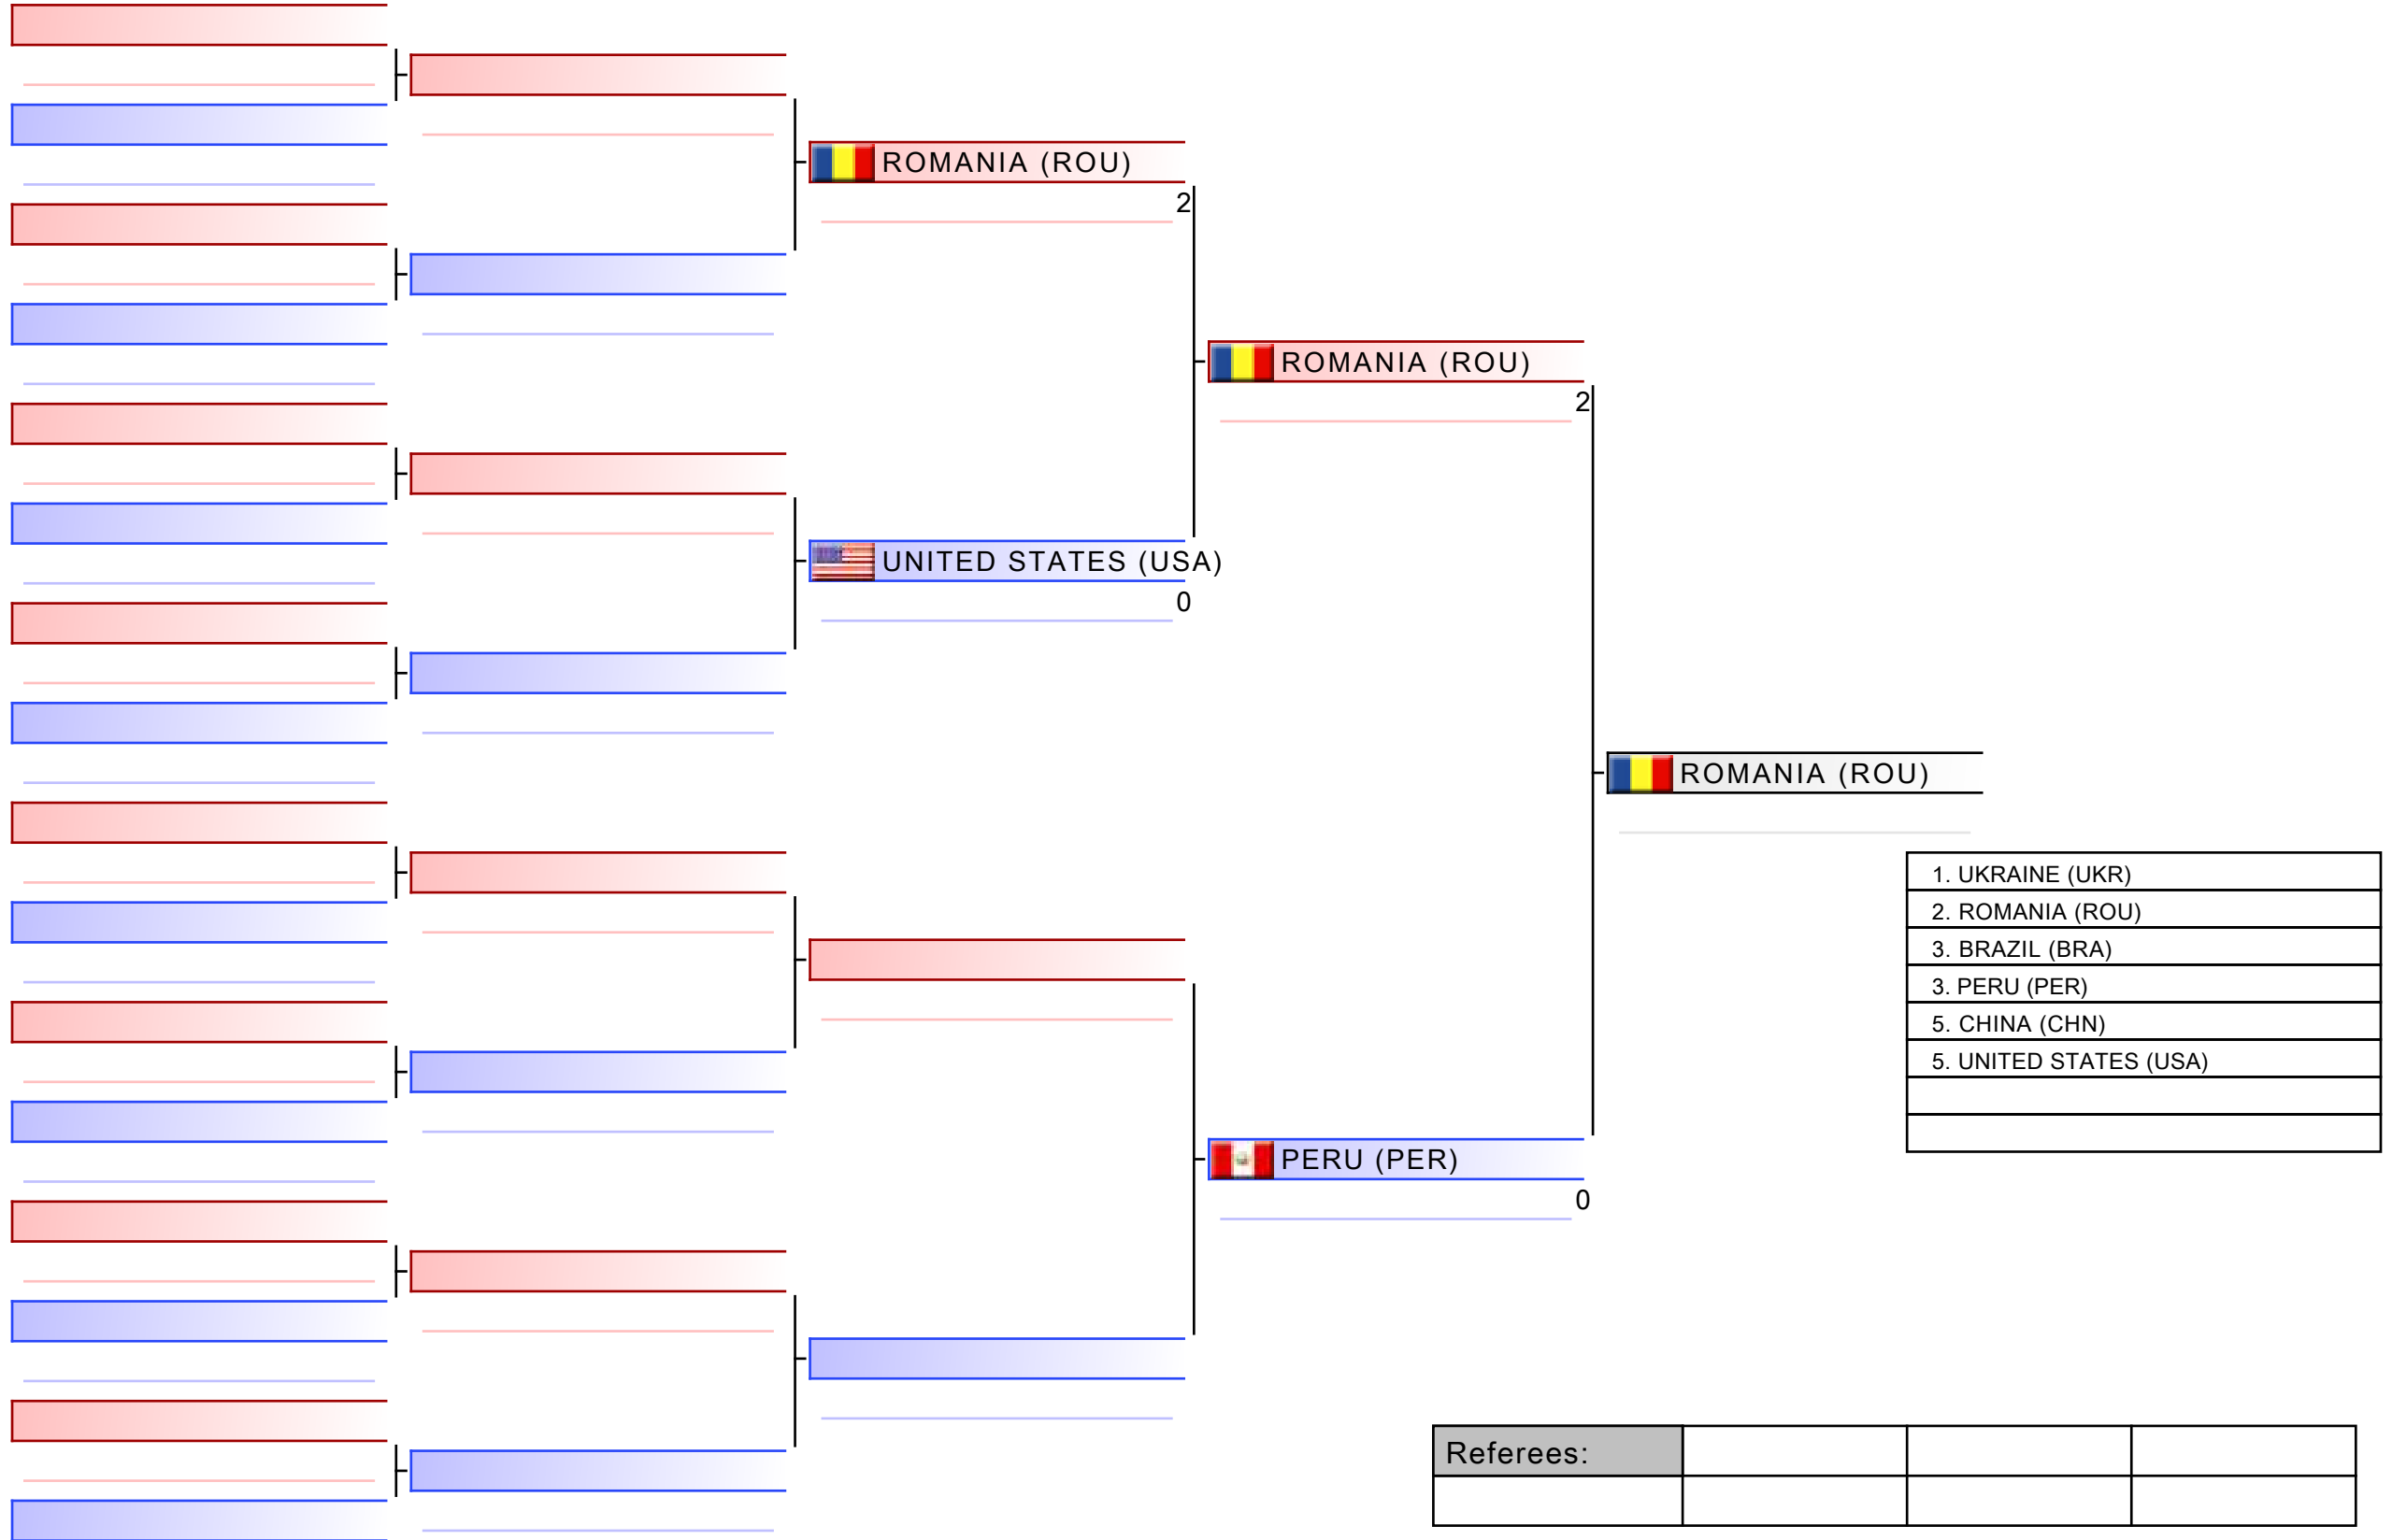 ROMANIA (ROU)
2
ROMANIA (ROU)
2
UNITED STATES (USA)
0
ROMANIA (ROU)
1. UKRAINE (UKR)
2. ROMANIA (ROU)
3. BRAZIL (BRA)
3. PERU (PER)
5. CHINA (CHN)
5. UNITED STATES (USA)
PERU (PER)
0
Referees: